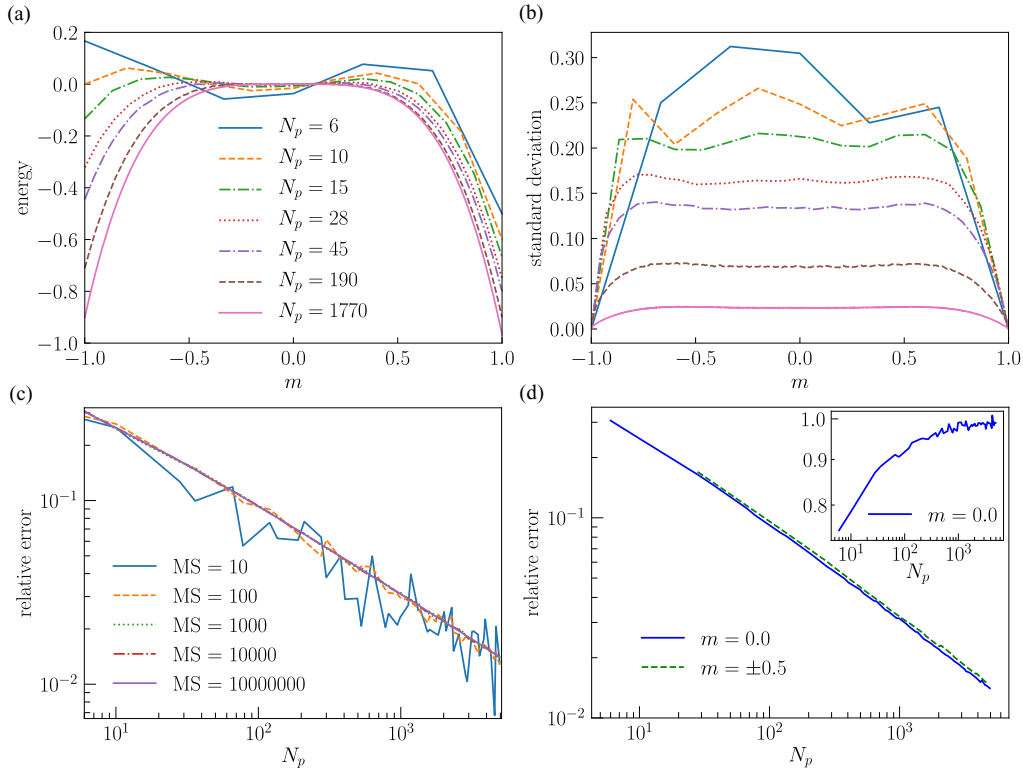 (a)
0.2
0.0
−0.2
−0.4
−0.6
−0.8
−1.0
energy
N_p = 6
N_p = 10
N_p = 15
N_p = 28
N_p = 45
N_p = 190
N_p = 1770
−1.0 −0.5 0.0 0.5 1.0
m
(b)
0.30
0.25
0.20
0.15
0.10
0.05
0.00
standard deviation
−1.0 −0.5 0.0 0.5 1.0
m
(c)
10^{-1}
10^{-2}
relative error
MS = 10
MS = 100
MS = 1000
MS = 10000
MS = 10000000
10^1 10^2 10^3
N_p
(d)
10^{-1}
10^{-2}
relative error
1.0
0.9
0.8
m = 0.0
10^1 10^2 10^3
N_p
m = 0.0
m = ±0.5
10^1 10^2 10^3
N_p